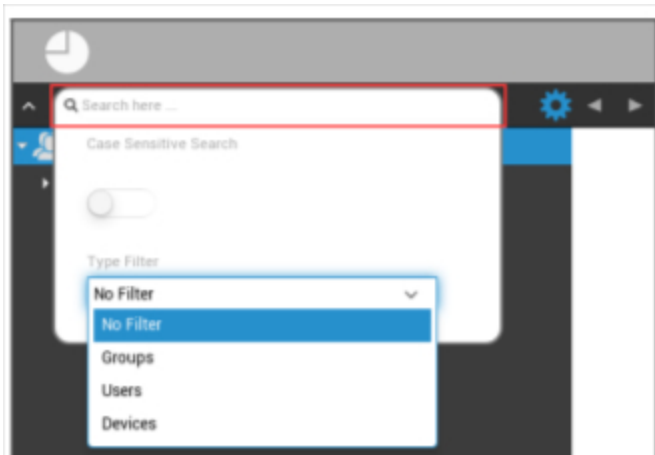 Search here ...
Case Sensitive Search
Type Filter
No Filter
No Filter
Groups
Users
Devices